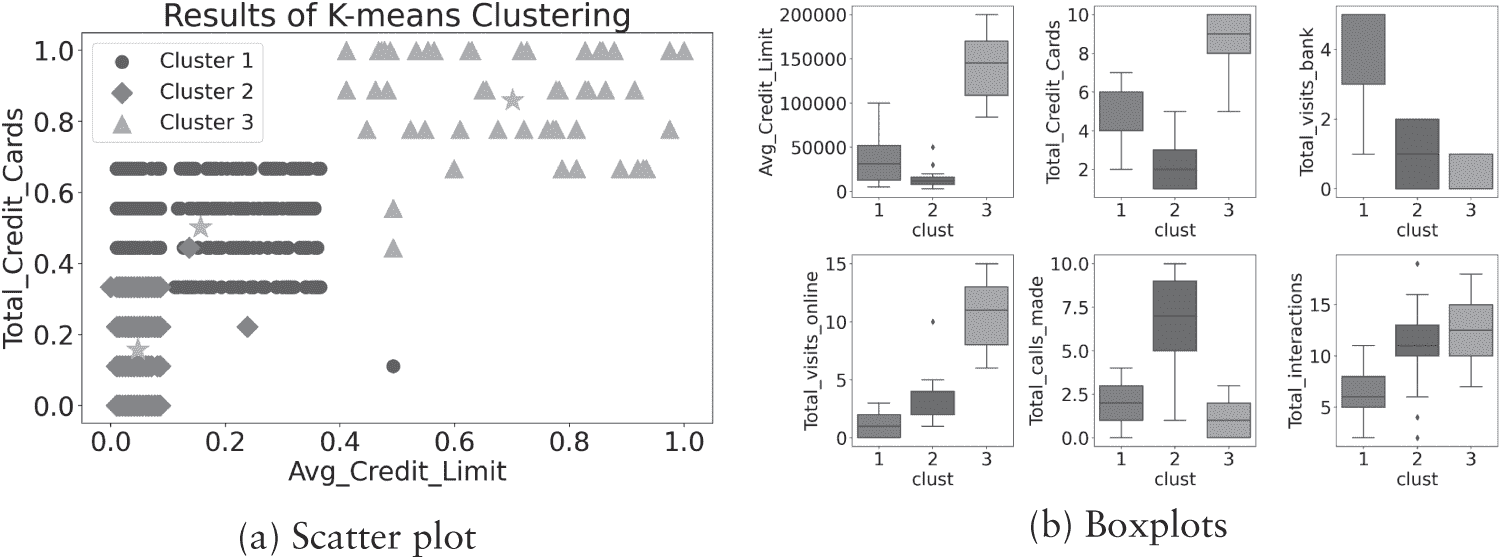 Results of K-means Clustering
Cluster 1
Cluster 2
Cluster 3
Total_Credit_Cards
1.0
0.8
0.6
0.4
0.2
0.0
0.0 0.2 0.4 0.6 0.8 1.0
Avg_Credit_Limit
(a) Scatter plot
Avg_Credit_Limit
200000
150000
100000
50000
0
1 2 3
clust
Total_Credit_Cards
10
8
6
4
2
1 2 3
clust
Total_visits_bank
4
2
0
1 2 3
clust
Total_visits_online
15
10
5
0
1 2 3
clust
Total_calls_made
10.0
7.5
5.0
2.5
0.0
1 2 3
clust
Total_interactions
15
10
5
1 2 3
clust
(b) Boxplots